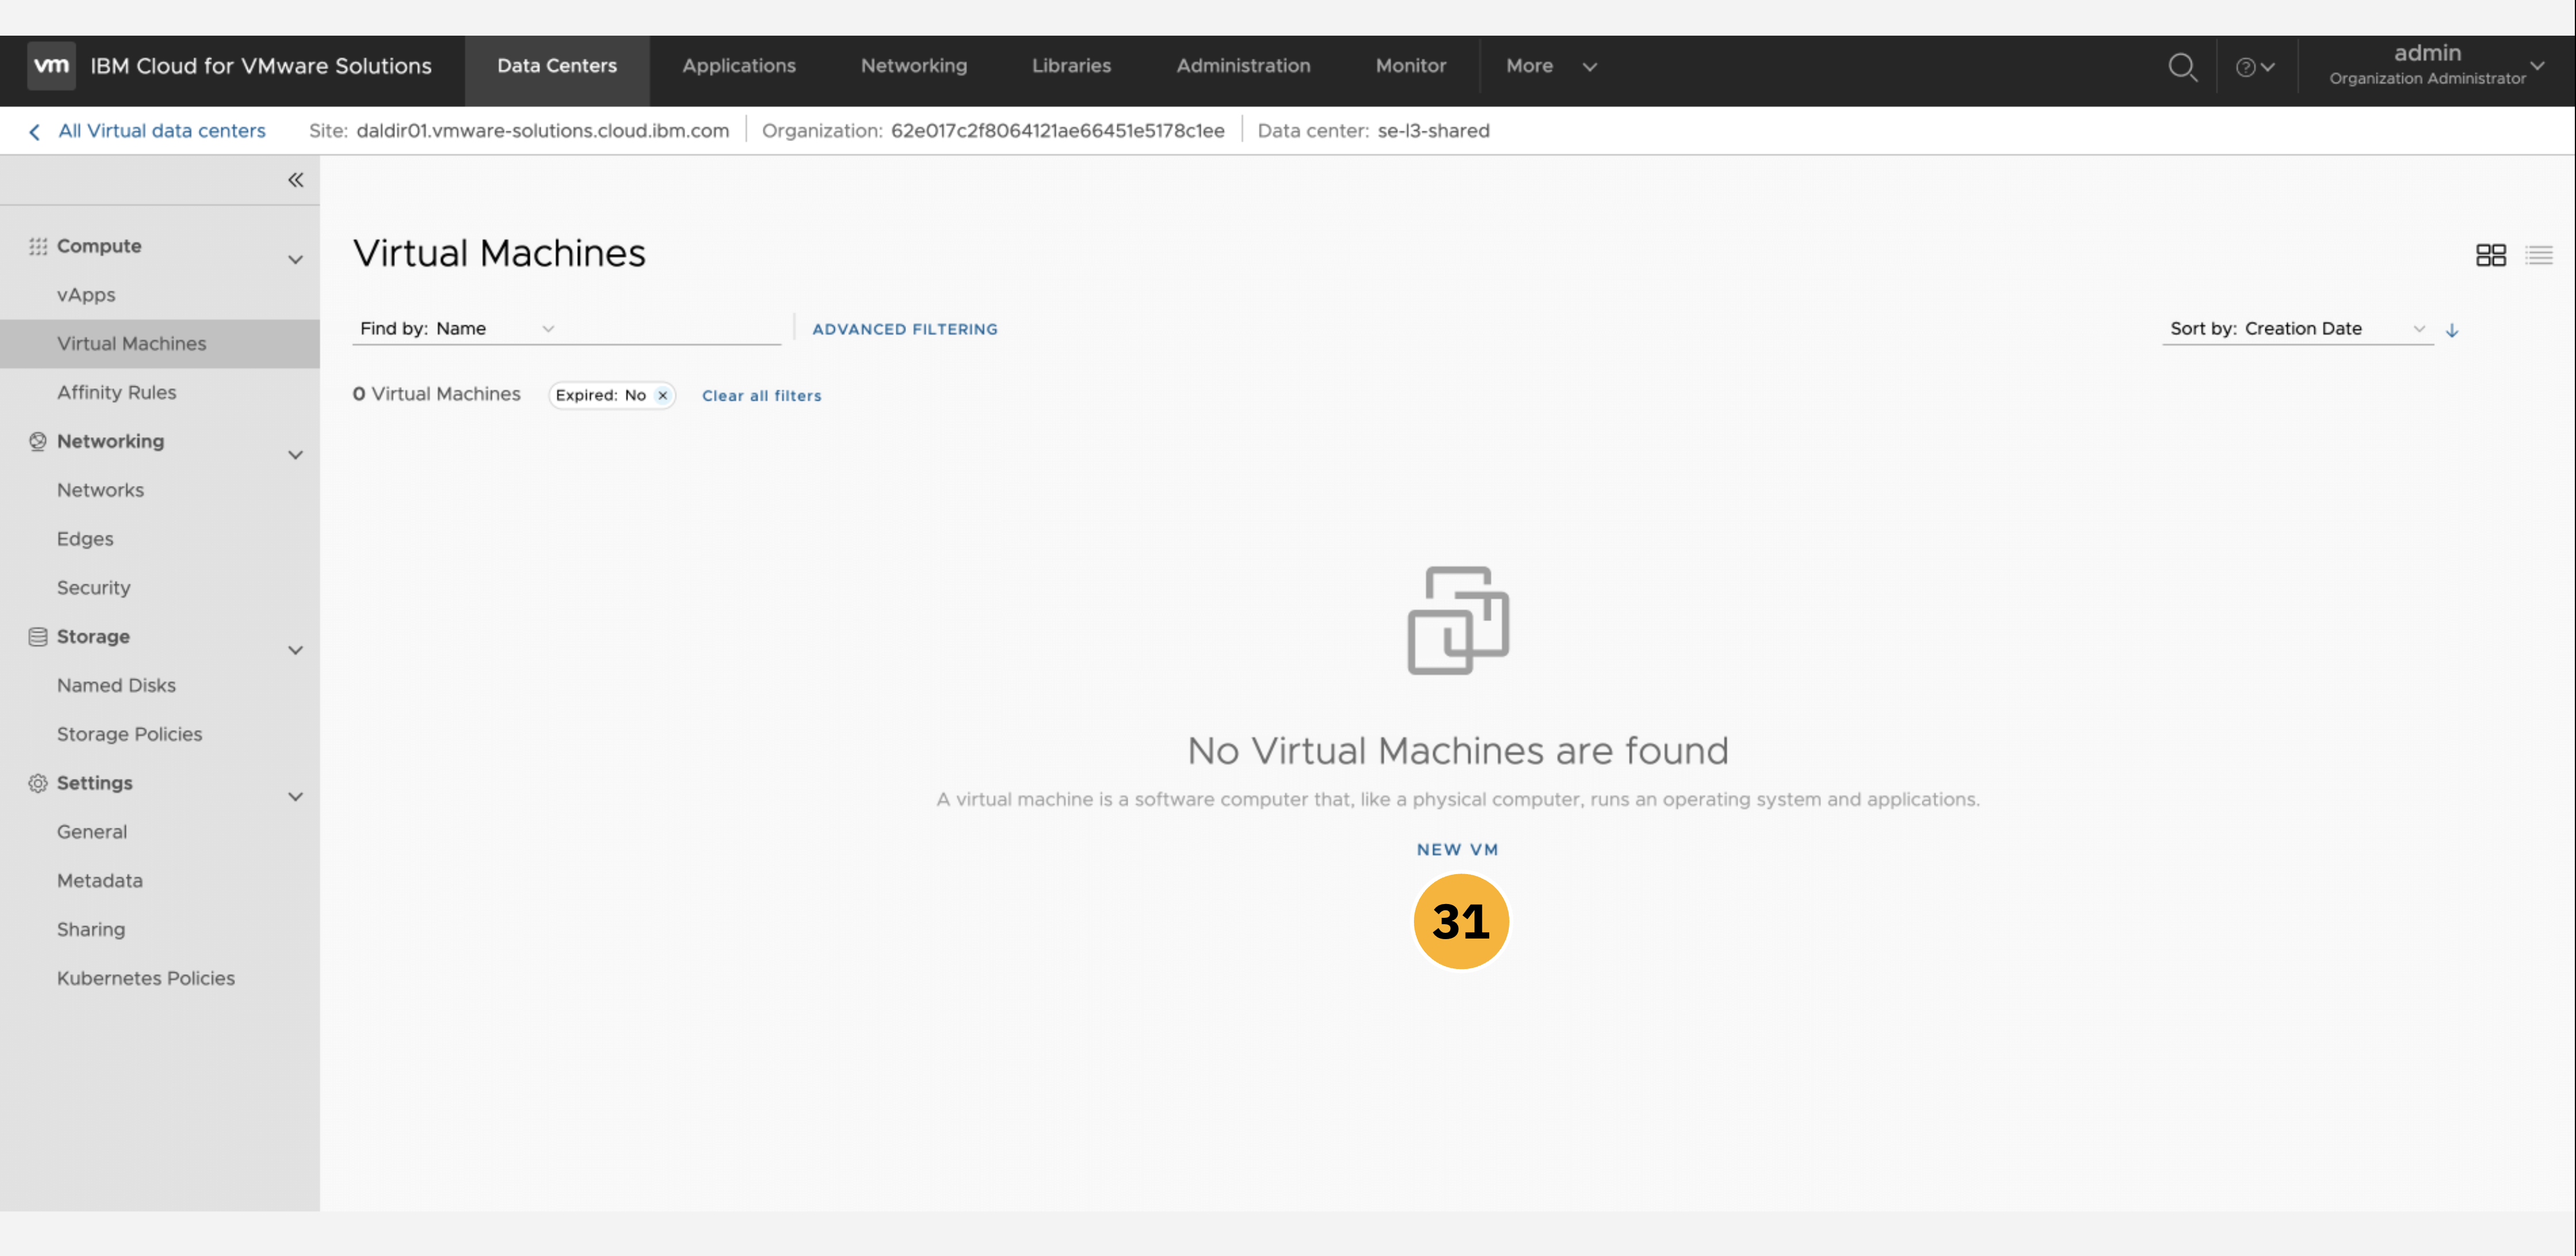 vm IBM Cloud for VMware Solutions Data Centers Applications Networking Libraries Administration Monitor More admin
Organization Administrator
All Virtual data centers Site: daldir01.vmware-solutions.cloud.ibm.com Organization: 62e017c2f8064121ae66451e5178c1ee Data center: se-l3-shared
Compute
vApps
Virtual Machines
Affinity Rules
Networking
Networks
Edges
Security
Storage
Named Disks
Storage Policies
Settings
General
Metadata
Sharing
Kubernetes Policies
Virtual Machines
Find by: Name ADVANCED FILTERING Sort by: Creation Date
0 Virtual Machines Expired: No × Clear all filters
No Virtual Machines are found
A virtual machine is a software computer that, like a physical computer, runs an operating system and applications.
NEW VM
31